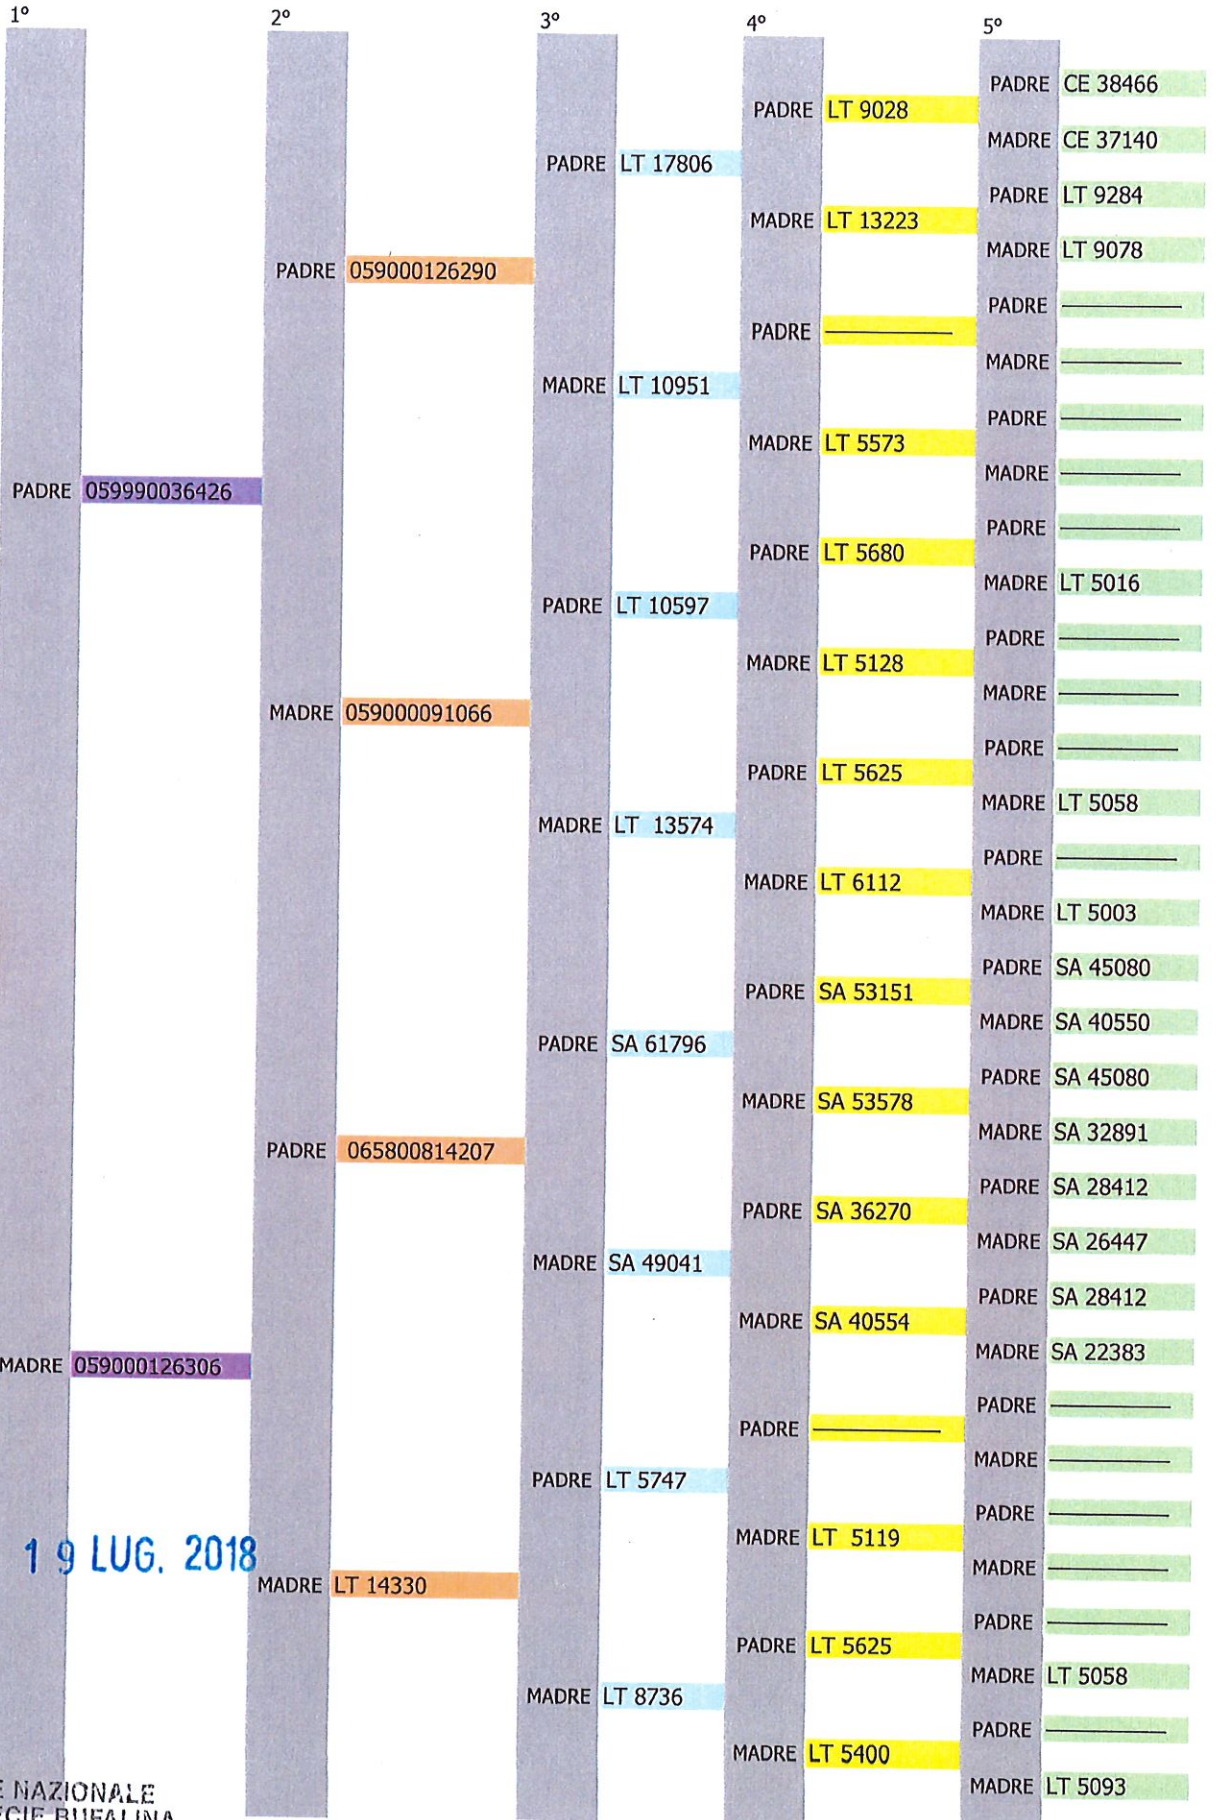 1º 2º 3º 4º 5º
PADRE CE 38466
PADRE LT 9028
MADRE CE 37140
PADRE LT 17806
PADRE LT 9284
MADRE LT 13223
MADRE LT 9078
PADRE 059000126290
PADRE
PADRE
MADRE
MADRE LT 10951
PADRE
MADRE LT 5573
MADRE
PADRE 059990036426
PADRE
PADRE LT 5680
MADRE LT 5016
PADRE LT 10597
PADRE
MADRE LT 5128
MADRE
MADRE 059000091066
PADRE
PADRE LT 5625
MADRE LT 5058
MADRE LT 13574
PADRE
MADRE LT 6112
MADRE LT 5003
PADRE SA 45080
PADRE SA 53151
MADRE SA 40550
PADRE SA 61796
PADRE SA 45080
MADRE SA 53578
MADRE SA 32891
PADRE 065800814207
PADRE SA 28412
PADRE SA 36270
MADRE SA 26447
MADRE SA 49041
PADRE SA 28412
MADRE SA 40554
MADRE SA 22383
MADRE 059000126306
PADRE
PADRE
MADRE
PADRE LT 5747
PADRE
MADRE LT 5119
19 LUG. 2018
MADRE
MADRE LT 14330
PADRE
PADRE LT 5625
MADRE LT 5058
MADRE LT 8736
PADRE
MADRE LT 5400
MADRE LT 5093
NAZIONALE
BUFALINA